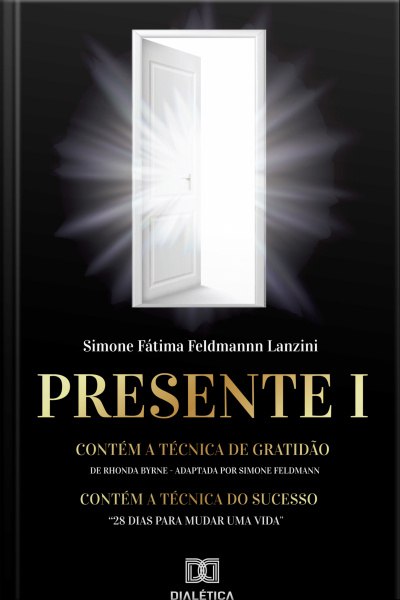 Simone Fátima Feldmannn Lanzini
PRESENTE I
CONTÉM A TÉCNICA DE GRATIDÃO
DE RHONDA BYRNE - ADAPTADA POR SIMONE FELDMANN
CONTÉM A TÉCNICA DO SUCESSO
“28 DIAS PARA MUDAR UMA VIDA"
DIALÉTICA